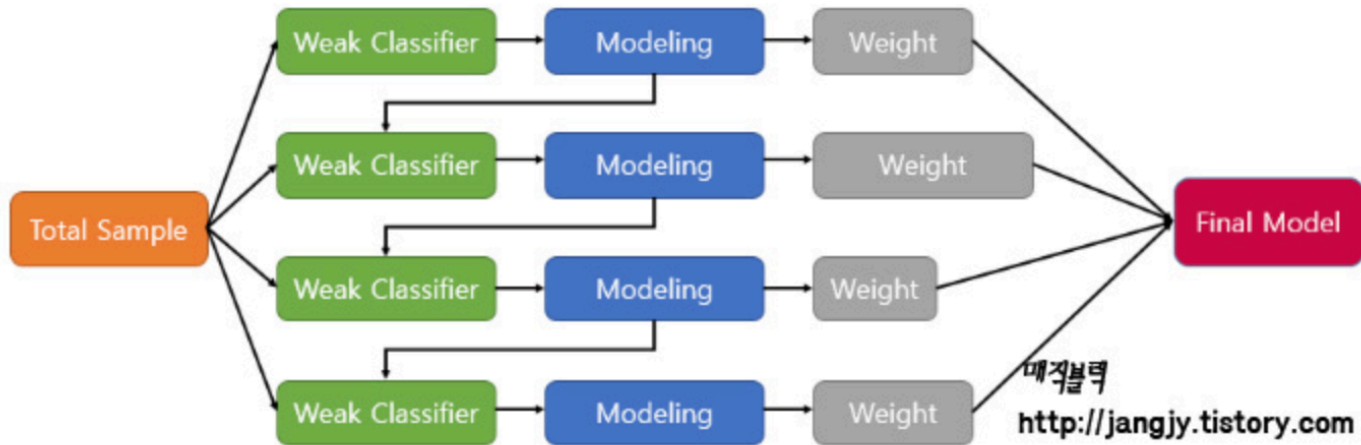 Weak Classifier Modeling Weight
Weak Classifier Modeling Weight
Total Sample
Final Model
Weak Classifier Modeling Weight
Weak Classifier Modeling Weight
매직블럭
http://jangjy.tistory.com